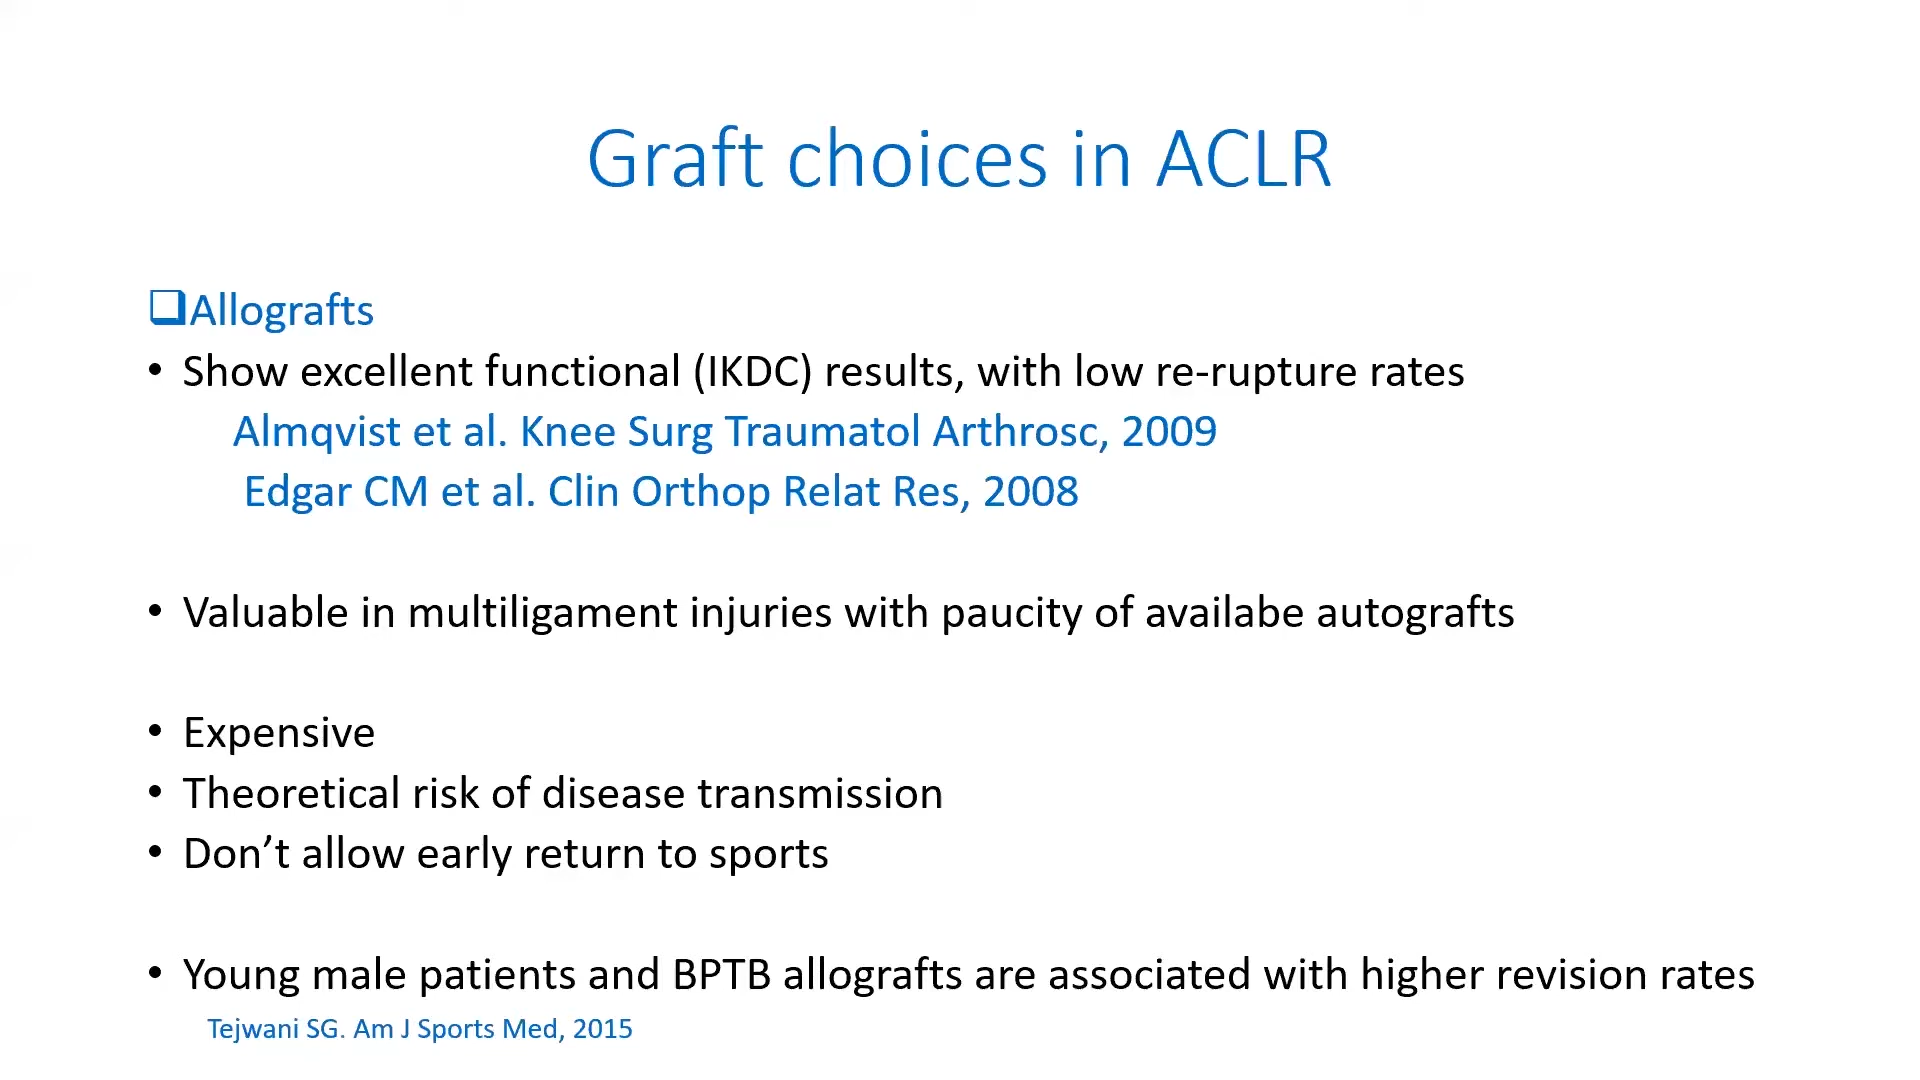 Graft choices in ACLR
❑Allografts
• Show excellent functional (IKDC) results, with low re-rupture rates
Almqvist et al. Knee Surg Traumatol Arthrosc, 2009
Edgar CM et al. Clin Orthop Relat Res, 2008
• Valuable in multiligament injuries with paucity of availabe autografts
• Expensive
• Theoretical risk of disease transmission
• Don’t allow early return to sports
• Young male patients and BPTB allografts are associated with higher revision rates
Tejwani SG. Am J Sports Med, 2015